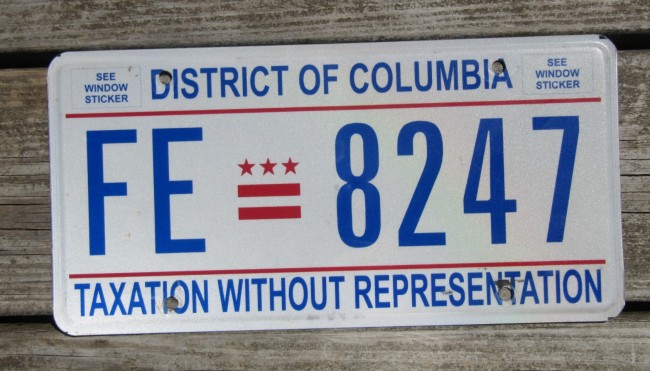 SEE
WINDOW
STICKER
DISTRICT OF COLUMBIA
SEE
WINDOW
STICKER
FE 8247
TAXATION WITHOUT REPRESENTATION